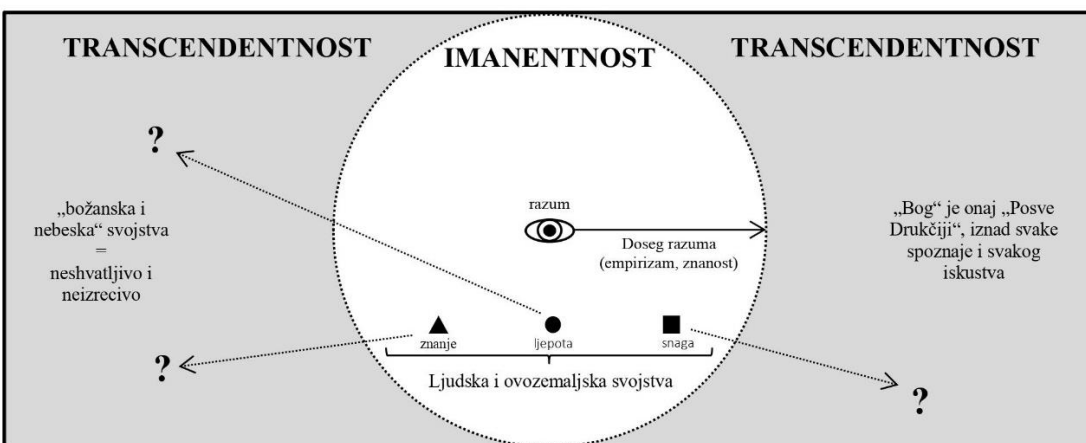 TRANSCENDENTNOST
IMANENTNOST
TRANSCENDENTNOST
?
„božanska i
nebeska“ svojstva
=
neshvatljivo i
neizrecivo
?
razum
Doseg razuma
(empirizam, znanost)
znanje
ljepota
snaga
Ljudska i ovozemaljska svojstva
„Bog“ je onaj „Posve
Drukčiji“, iznad svake
spoznaje i svakog
iskustva
?